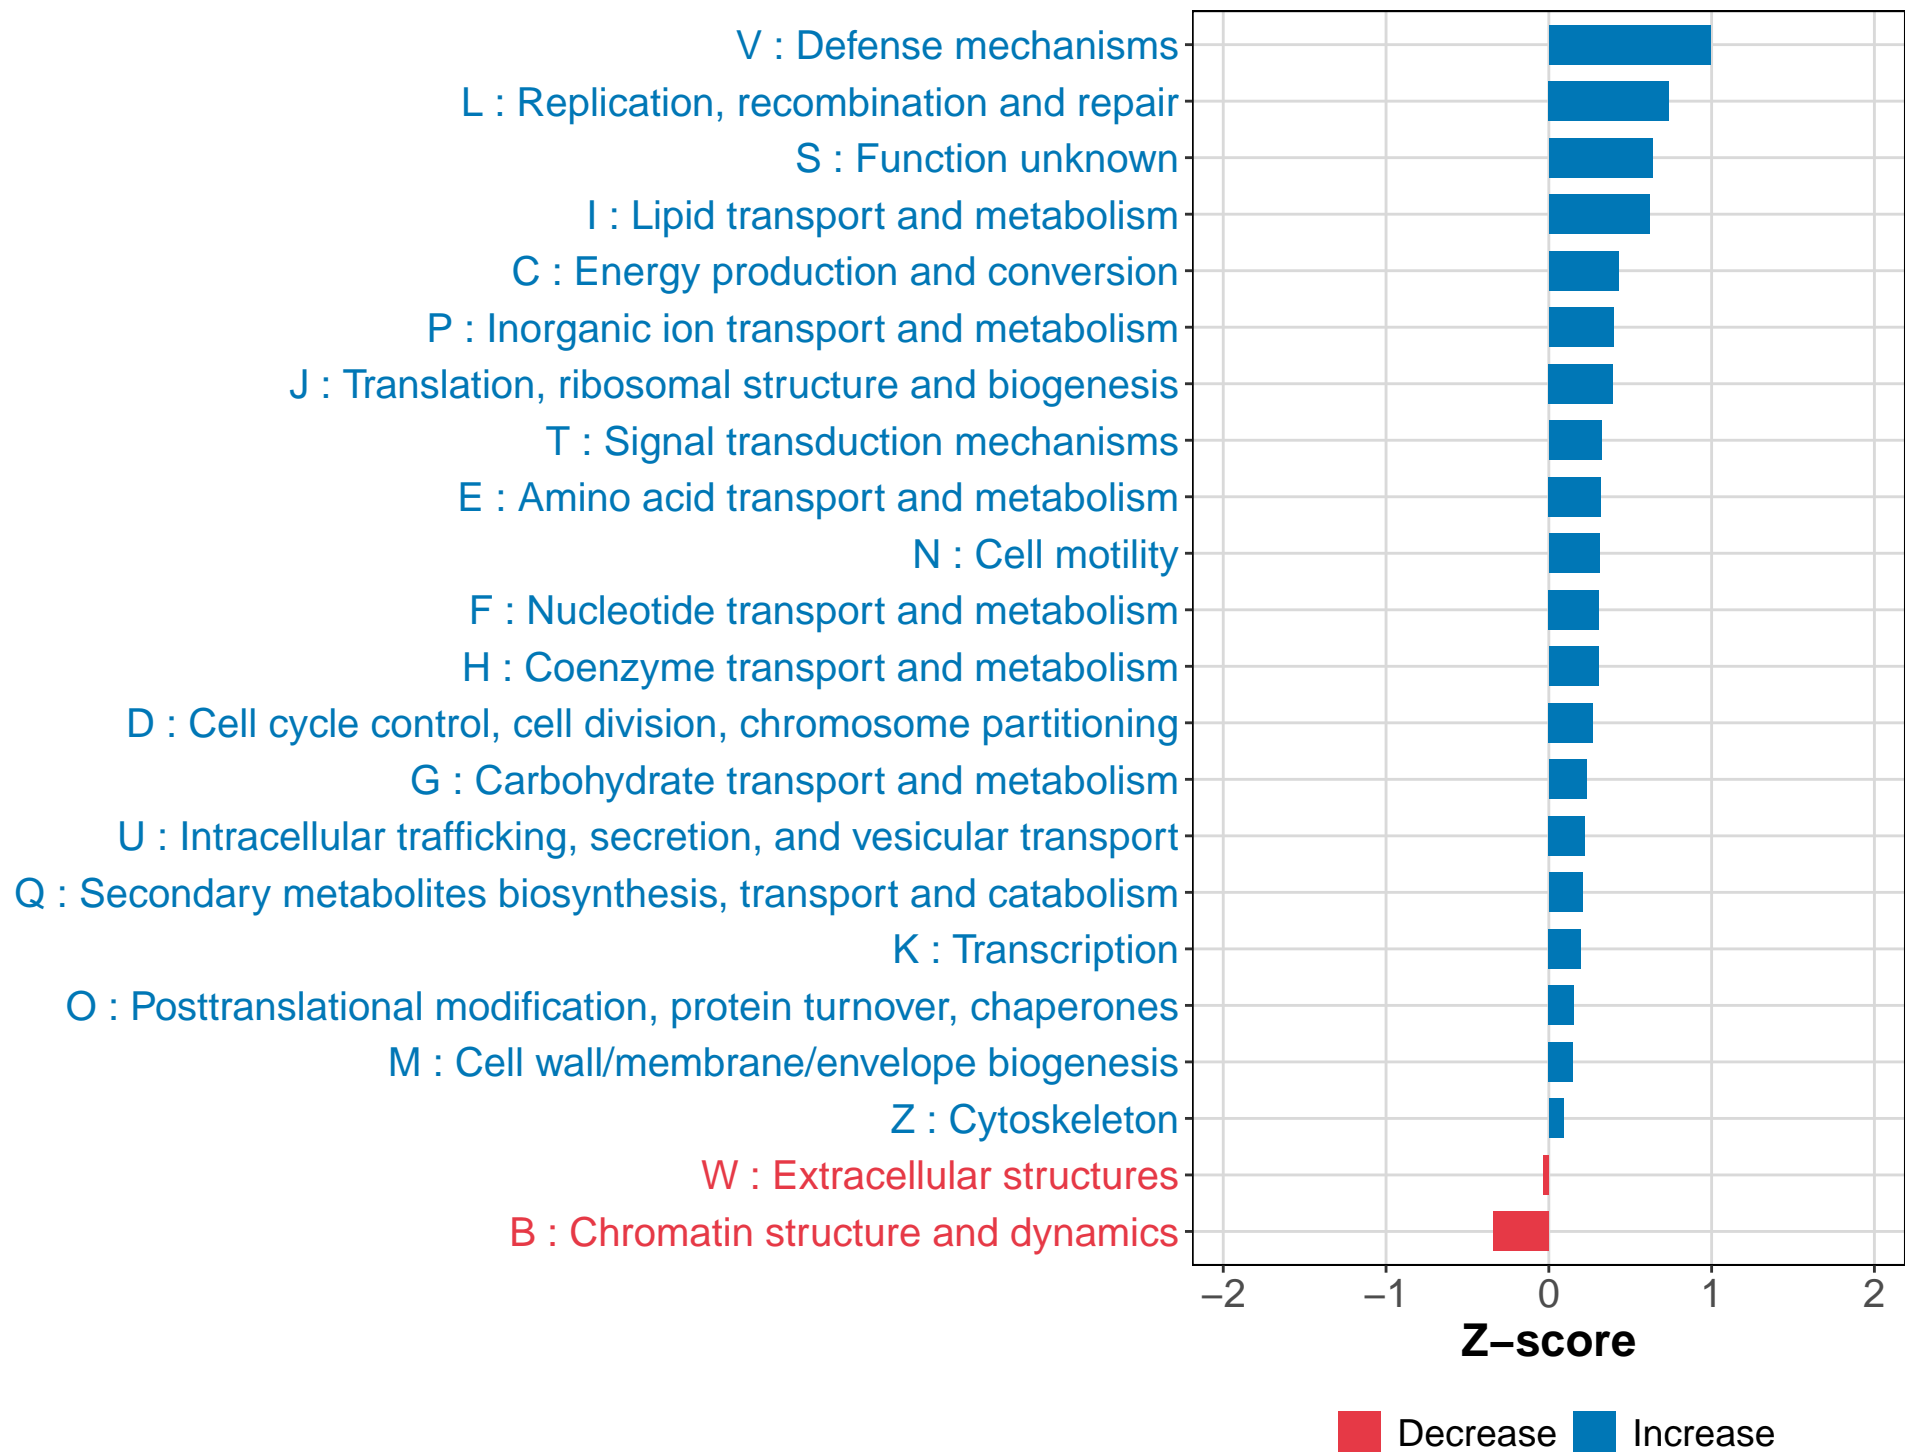 V : Defense mechanisms
L : Replication, recombination and repair
S : Function unknown
I : Lipid transport and metabolism
C : Energy production and conversion
P : Inorganic ion transport and metabolism
J : Translation, ribosomal structure and biogenesis
T : Signal transduction mechanisms
E : Amino acid transport and metabolism
N : Cell motility
F : Nucleotide transport and metabolism
H : Coenzyme transport and metabolism
D : Cell cycle control, cell division, chromosome partitioning
G : Carbohydrate transport and metabolism
U : Intracellular trafficking, secretion, and vesicular transport
Q : Secondary metabolites biosynthesis, transport and catabolism
K : Transcription
O : Posttranslational modification, protein turnover, chaperones
M : Cell wall/membrane/envelope biogenesis
Z : Cytoskeleton
W : Extracellular structures
B : Chromatin structure and dynamics
−2 −1 0 1 2
Z−score
Decrease Increase